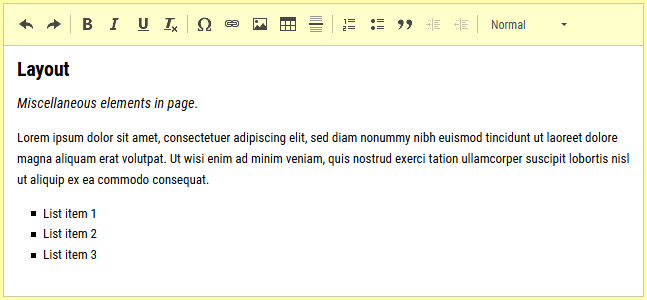 Normal
Layout
Miscellaneous elements in page.
Lorem ipsum dolor sit amet, consectetuer adipiscing elit, sed diam nonummy nibh euismod tincidunt ut laoreet dolore
magna aliquam erat volutpat. Ut wisi enim ad minim veniam, quis nostrud exerci tation ullamcorper suscipit lobortis nisl
ut aliquip ex ea commodo consequat.
List item 1
List item 2
List item 3